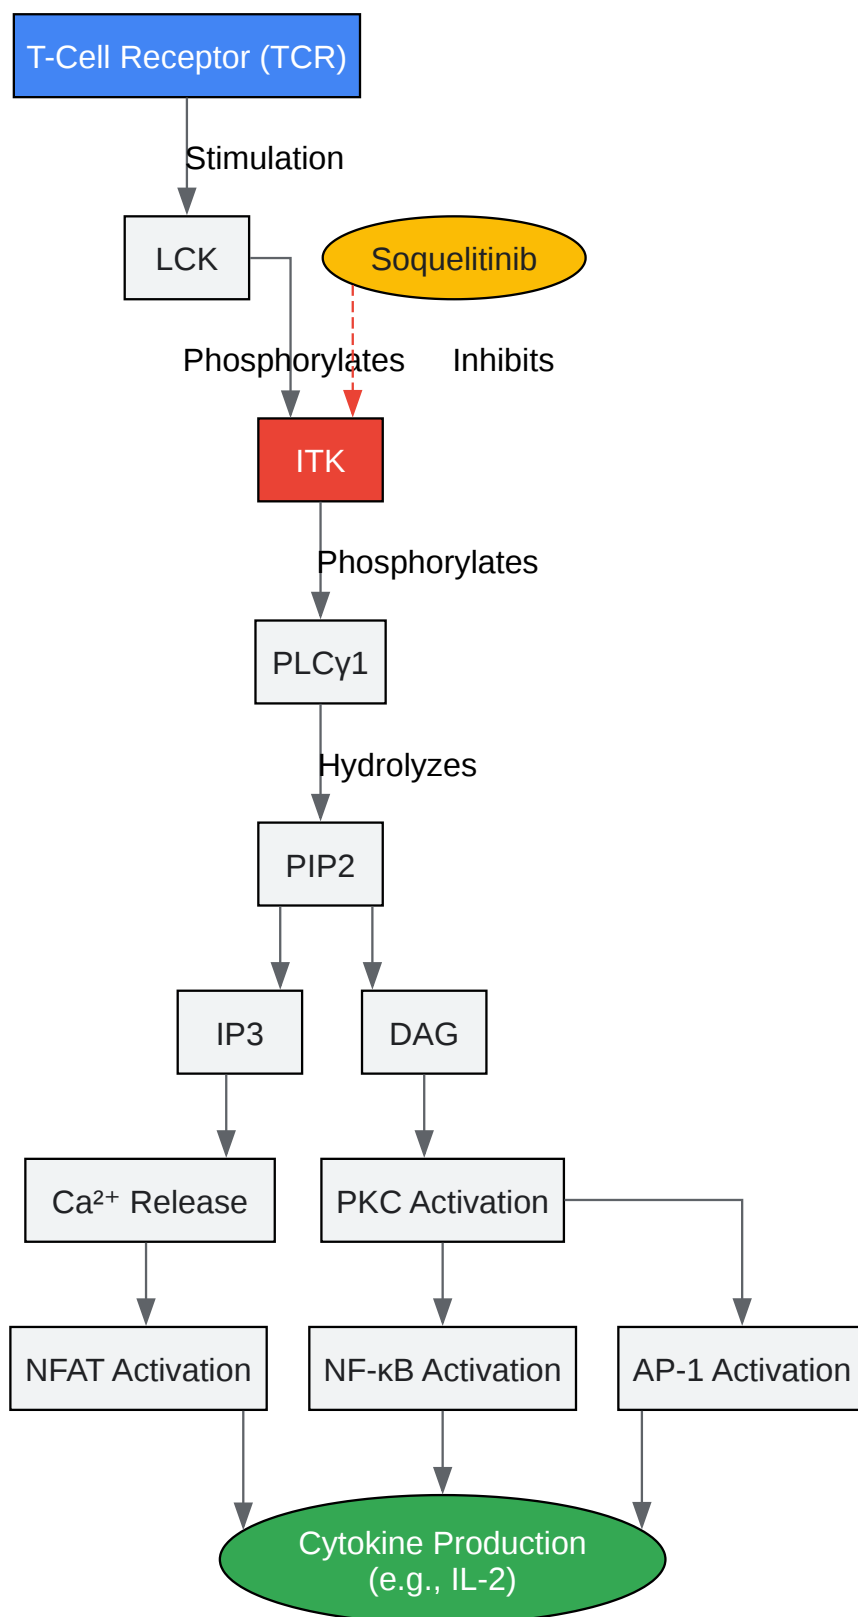 T-Cell Receptor (TCR)
Stimulation
LCK
Soquelitinib
Phosphorylates
Inhibits
ITK
Phosphorylates
PLCγ1
Hydrolyzes
PIP2
IP3
DAG
Ca²⁺ Release
PKC Activation
NFAT Activation
NF-κB Activation
AP-1 Activation
Cytokine Production
(e.g., IL-2)